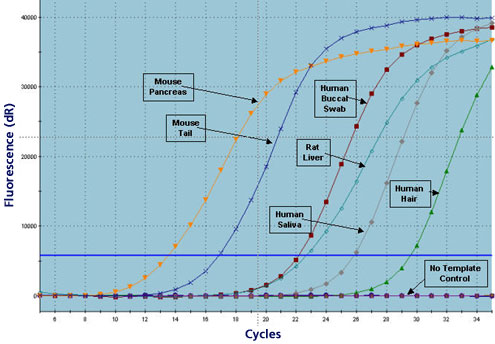 Fluorescence (dR)
40000
30000
20000
10000
0
Mouse
Pancreas
Mouse
Tail
Human
Buccal
Swab
Rat
Liver
Human
Saliva
Human
Hair
No Template
Control
6 8 10 12 14 16 18 20 22 24 26 28 30 32 34
Cycles